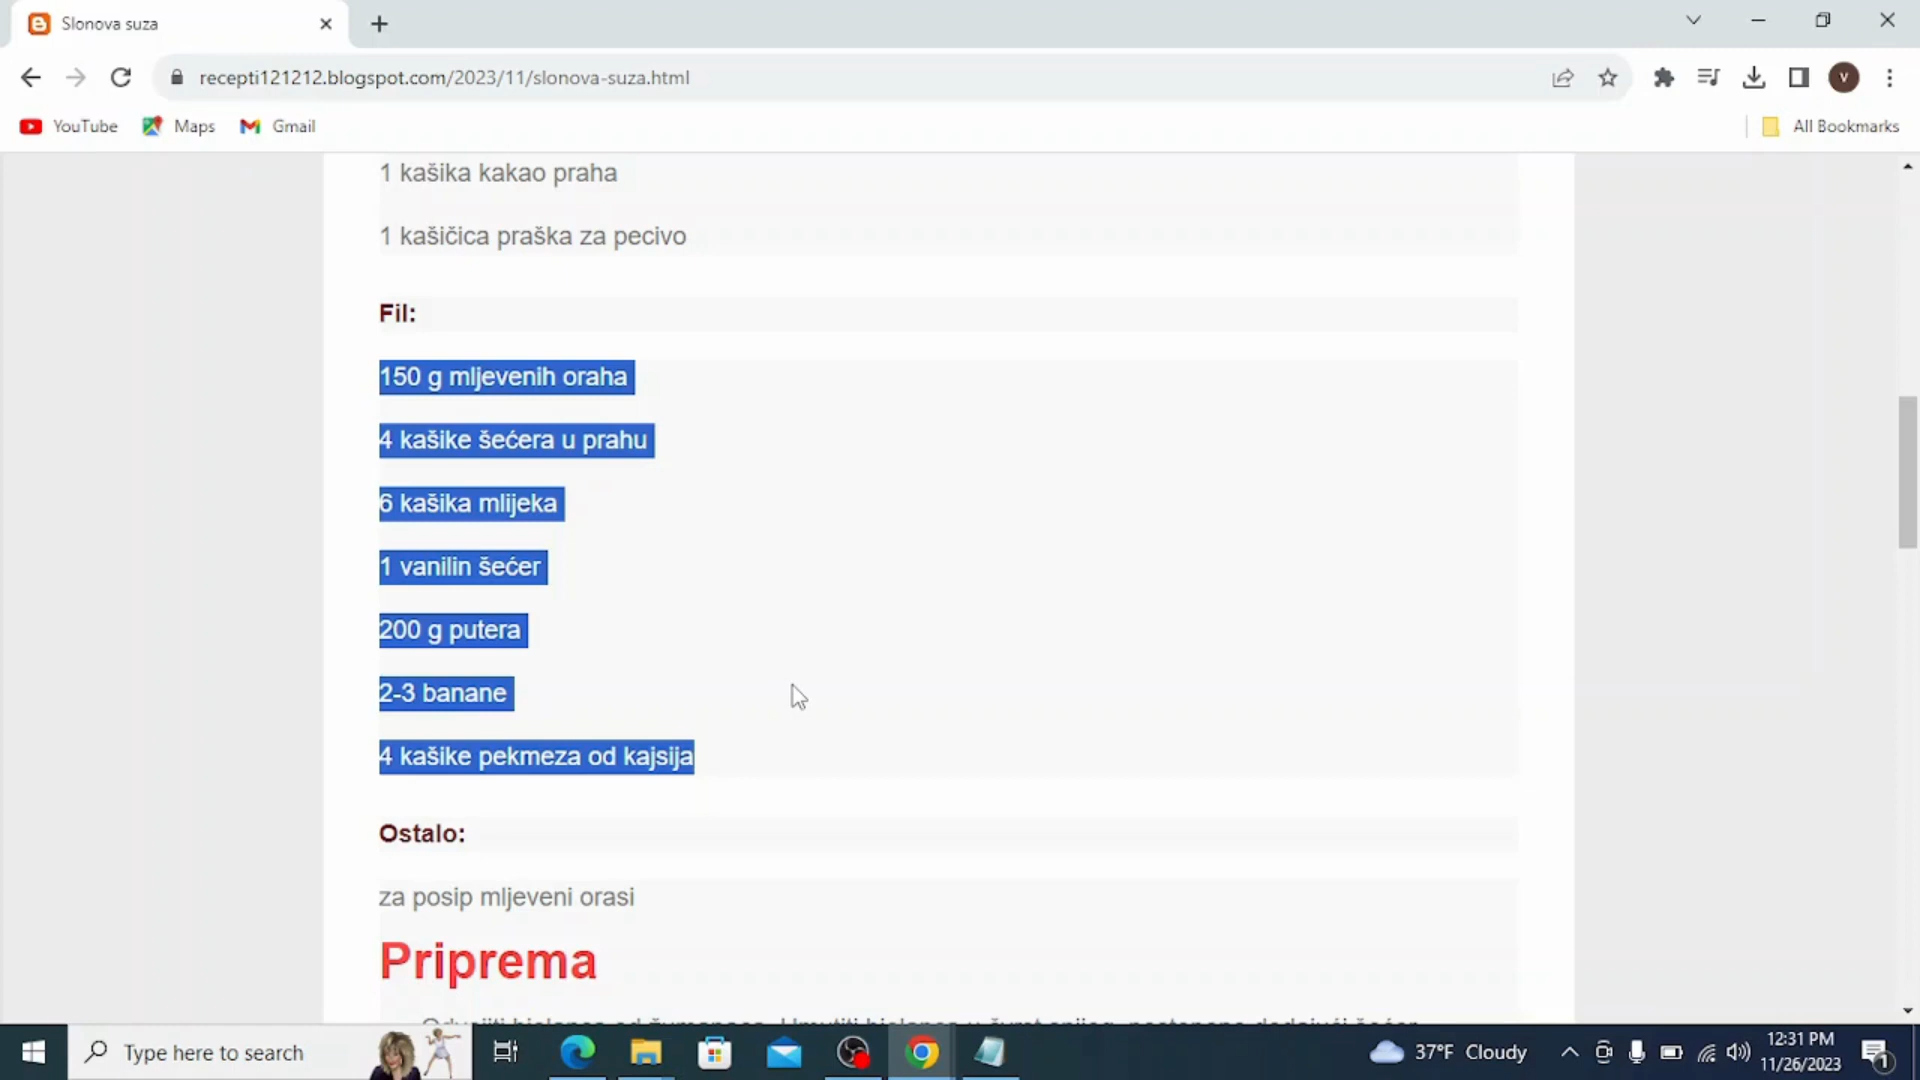 Slonova suza
recepti121212.blogspot.com/2023/11/slonova-suza.html
V
YouTube Maps Gmail All Bookmarks
1 kašika kakao praha
1 kašičica praška za pecivo
Fil:
150 g mljevenih oraha
4 kašike šećera u prahu
6 kašika mlijeka
1 vanilin šećer
200 g putera
2-3 banane
4 kašike pekmeza od kajsija
Ostalo:
za posip mljeveni orasi
Priprema
Type here to search
37°F Cloudy
12:31 PM
11/26/2023
1